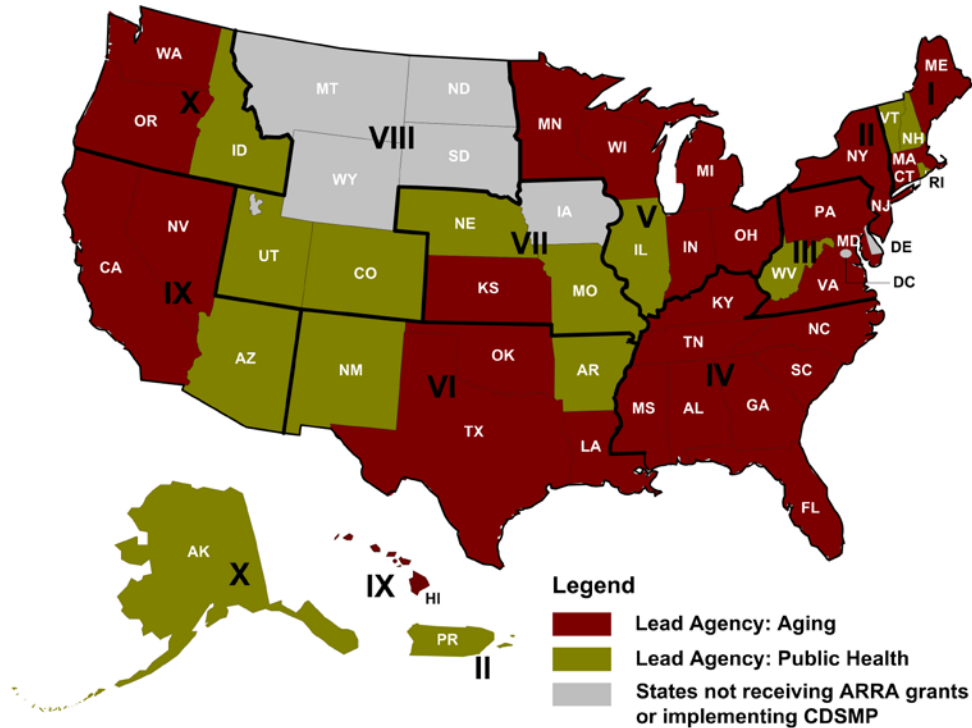 WA
ME
MT
ND
I
X
MN
VT
OR
VIII
II
NH
ID
WI
SD
NY
MA
MI
WY
CT
RI
IA
PA
NJ
NE
V
NV
VII
OH
MD
DE
IL
IN
III
UT
WV
CA
CO
DC
VA
IX
KS
MO
KY
NC
TN
OK
AZ
NM
AR
IV
SC
VI
MS
AL
GA
TX
LA
FL
AK
X
IX
HI
Legend
Lead Agency: Aging
PR
Lead Agency: Public Health
II
States not receiving ARRA grants
or implementing CDSMP